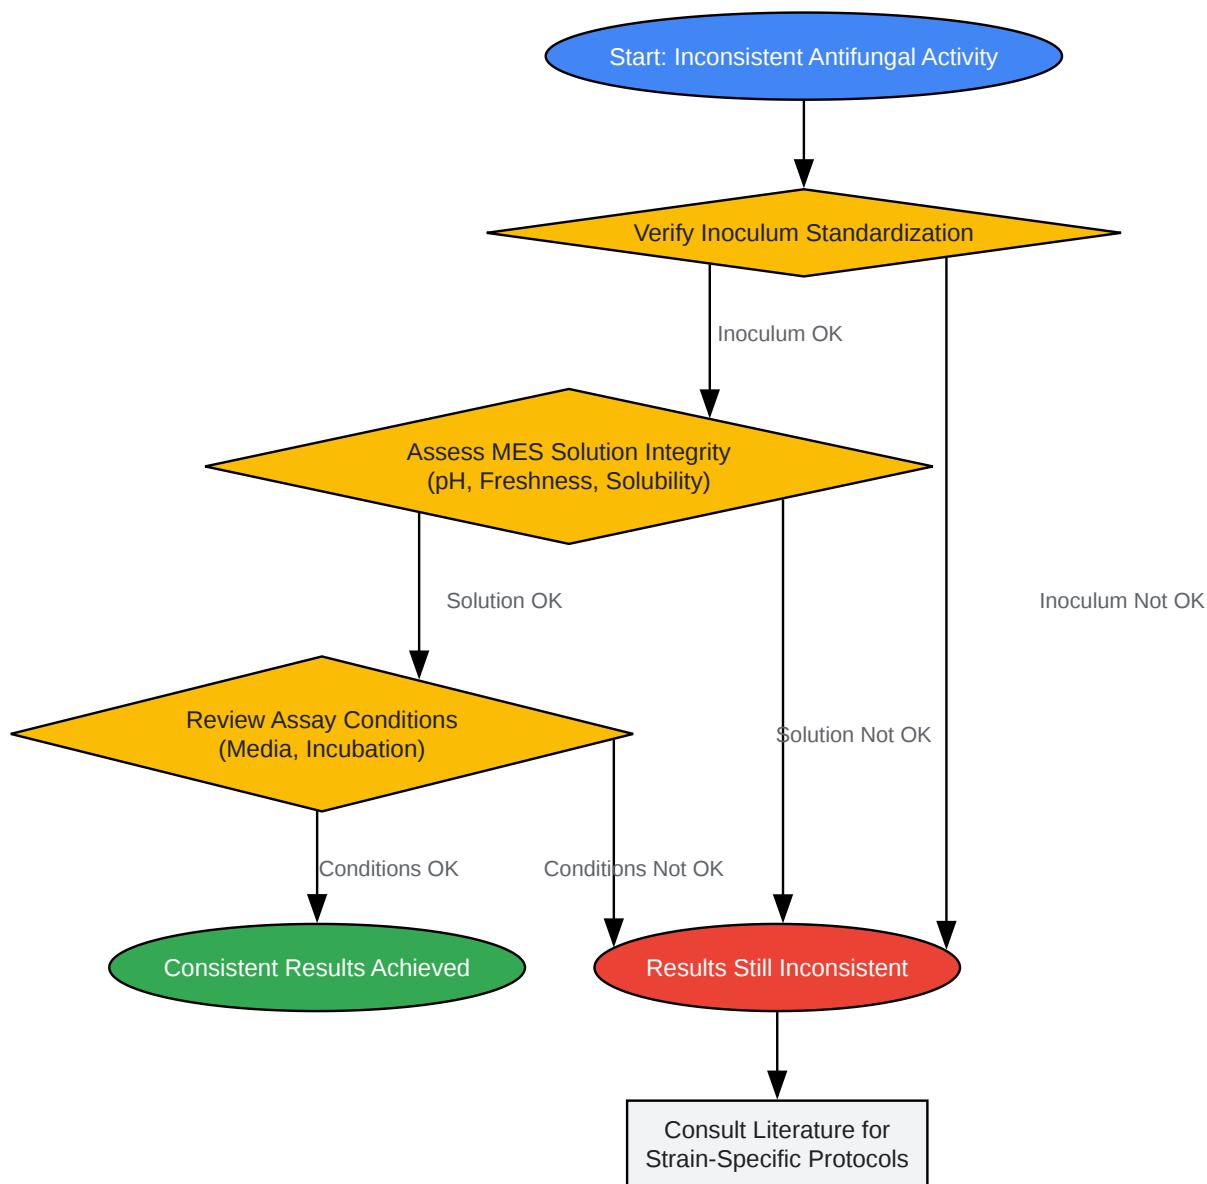 Start: Inconsistent Antifungal Activity
Verify Inoculum Standardization
Inoculum OK
Assess MES Solution Integrity
(pH, Freshness, Solubility)
Solution OK
Inoculum Not OK
Review Assay Conditions
(Media, Incubation)
Solution Not OK
Conditions OK
Conditions Not OK
Consistent Results Achieved
Results Still Inconsistent
Consult Literature for
Strain-Specific Protocols